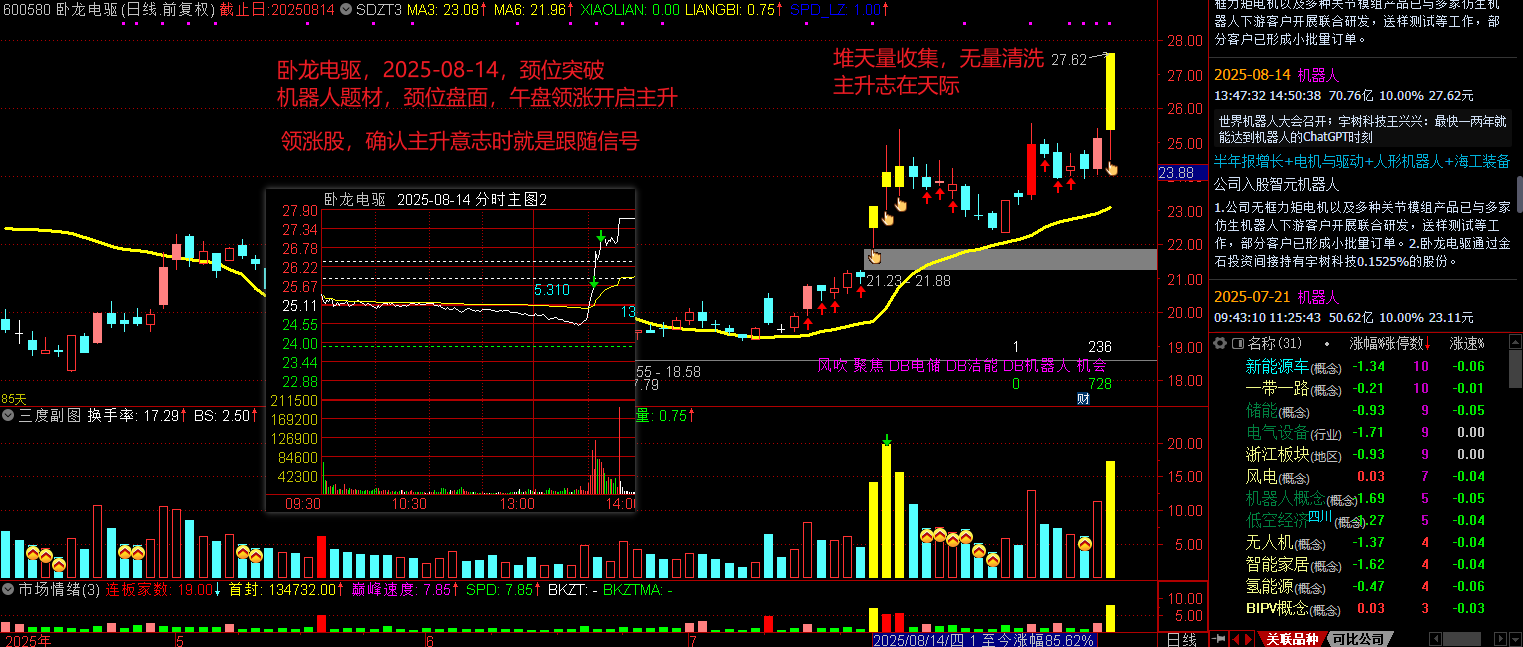 600580 卧龙电驱(日线.前复权) 截止日:20250814 SDZT3 MA3: 23.08↑ MA6: 21.96↑ XIAOLIAN: 0.00 LIANGBI: 0.75↑ SPD_LZ: 1.00↑
卧龙电驱，2025-08-14，颈位突破
机器人题材，颈位盘面，午盘领涨开启主升
领涨股，确认主升意志时就是跟随信号
堆天量收集，无量清洗
主升志在天际
27.62
28.00
27.00
26.00
25.00
23.88
23.00
22.00
21.00
20.00
19.00
18.00
21.23 - 21.88
卧龙电驱 2025-08-14 分时主图2
27.90
27.34
26.78
26.22
25.67
25.11
24.55
24.00
23.44
22.88
211500
169200
126900
84600
42300
5.310
13
09:30 10:30 13:00 14:0
55 - 18.58
7.79
1 236
风吹 聚焦 DB电储 DB洁能 DB机器人 机会
0 728
财
85天
三度副图 换手率: 17.29↑ BS: 2.50↑
量: 0.75↑
20.00
15.00
10.00
5.00
市场情绪(3) 连板家数: 19.00↓ 首封: 134732.00↑ 巅峰速度: 7.85↑ SPD: 7.85↑ BKZT: - BKZTMA: -
10.00
5.00
2025年 5 6 7 2025/08/14/四 1 至今涨幅85.62% 日线
框力矩电机以及多种关节模组产品已与多家仿生机
器人下游客户开展联合研发，送样测试等工作，部
分客户已形成小批量订单。
2025-08-14 机器人
13:47:32 14:50:38 70.76亿 10.00% 27.62元
世界机器人大会召开；宇树科技王兴兴：最快一两年就
能达到机器人的ChatGPT时刻
半年报增长+电机与驱动+人形机器人+海工装备
公司入股智元机器人
1.公司无框力矩电机以及多种关节模组产品已与多家
仿生机器人下游客户开展联合研发，送样测试等工
作，部分客户已形成小批量订单。2.卧龙电驱通过金
石投资间接持有宇树科技0.1525%的股份。
2025-07-21 机器人
09:43:10 11:25:43 50.62亿 10.00% 23.11元
名称(31) 涨幅% 涨停数↓ 涨速%
新能源车(概念) -1.34 10 -0.06
一带一路(概念) -0.21 10 -0.01
储能(概念) -0.93 9 -0.05
电气设备(行业) -1.71 9 0.00
浙江板块(地区) -0.93 9 0.00
风电(概念) 0.03 7 -0.04
机器人概念(概念) -1.69 5 -0.05
低空经济(概念) -1.27 5 -0.04
四川
无人机(概念) -1.37 4 -0.04
智能家居(概念) -1.62 4 -0.04
氢能源(概念) -0.47 4 -0.06
BIPV概念(概念) 0.03 3 -0.03
关联品种 可比公司